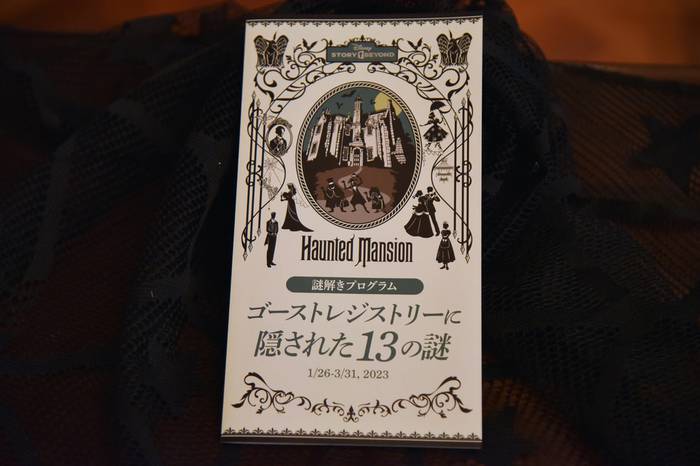 Disney
STORY BEYOND
Haunted Mansion
謎解きプログラム
ゴーストレジストリーに
隠された13の謎
1/26-3/31, 2023